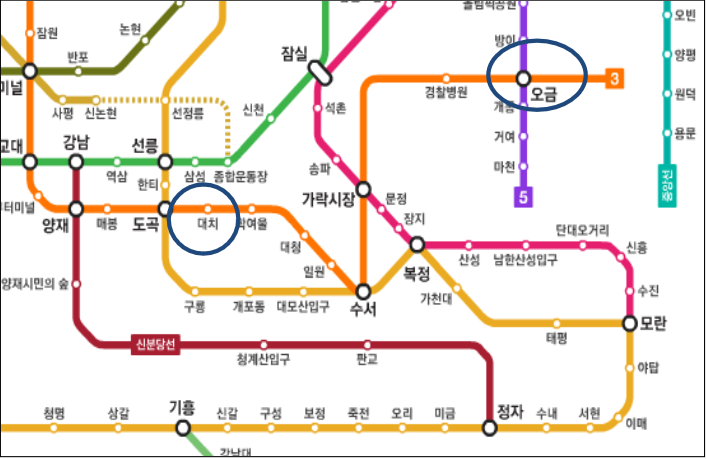 올림픽공원
오빈
잠원
논현
방이
반포
잠실
양평
3
미널
경찰병원
오금
원덕
사평
신논현
선정릉
신천
석촌
개롱
교대
강남
선릉
거여
용문
송파
역삼
삼성
종합운동장
마천
한티
가락시장
중앙선
5
터미널
문정
양재
매봉
도곡
대치
학여울
장지
단대오거리
대청
신흥
일원
복정
산성
남한산성입구
양재시민의 숲
가천대
수진
구룡
개포동
대모산입구
수서
모란
태평
신분당선
청계산입구
판교
야탑
기흥
정자
청명
상갈
신갈
구성
보정
죽전
오리
미금
수내
서현
이매
강남대